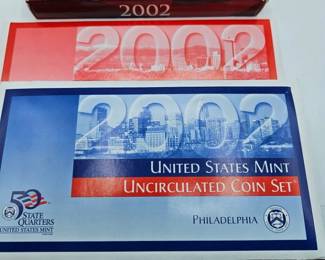 2002
2002
2002
UNITED STATES MINT
UNCIRCULATED COIN SET
50
STATE
QUARTERS
UNITED STATES MINT
PHILADELPHIA